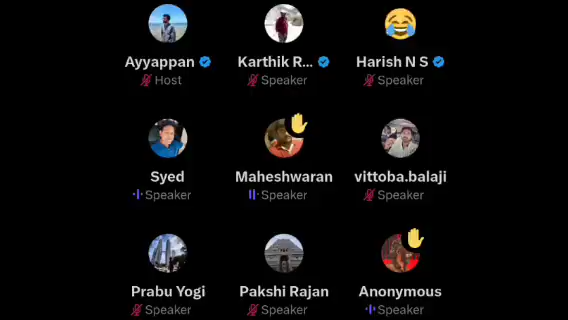 Ayyappan Karthik R... Harish N S
Host Speaker Speaker
Syed Maheshwaran vittoba.balaji
Speaker Speaker Speaker
Prabu Yogi Pakshi Rajan Anonymous
Speaker Speaker Speaker